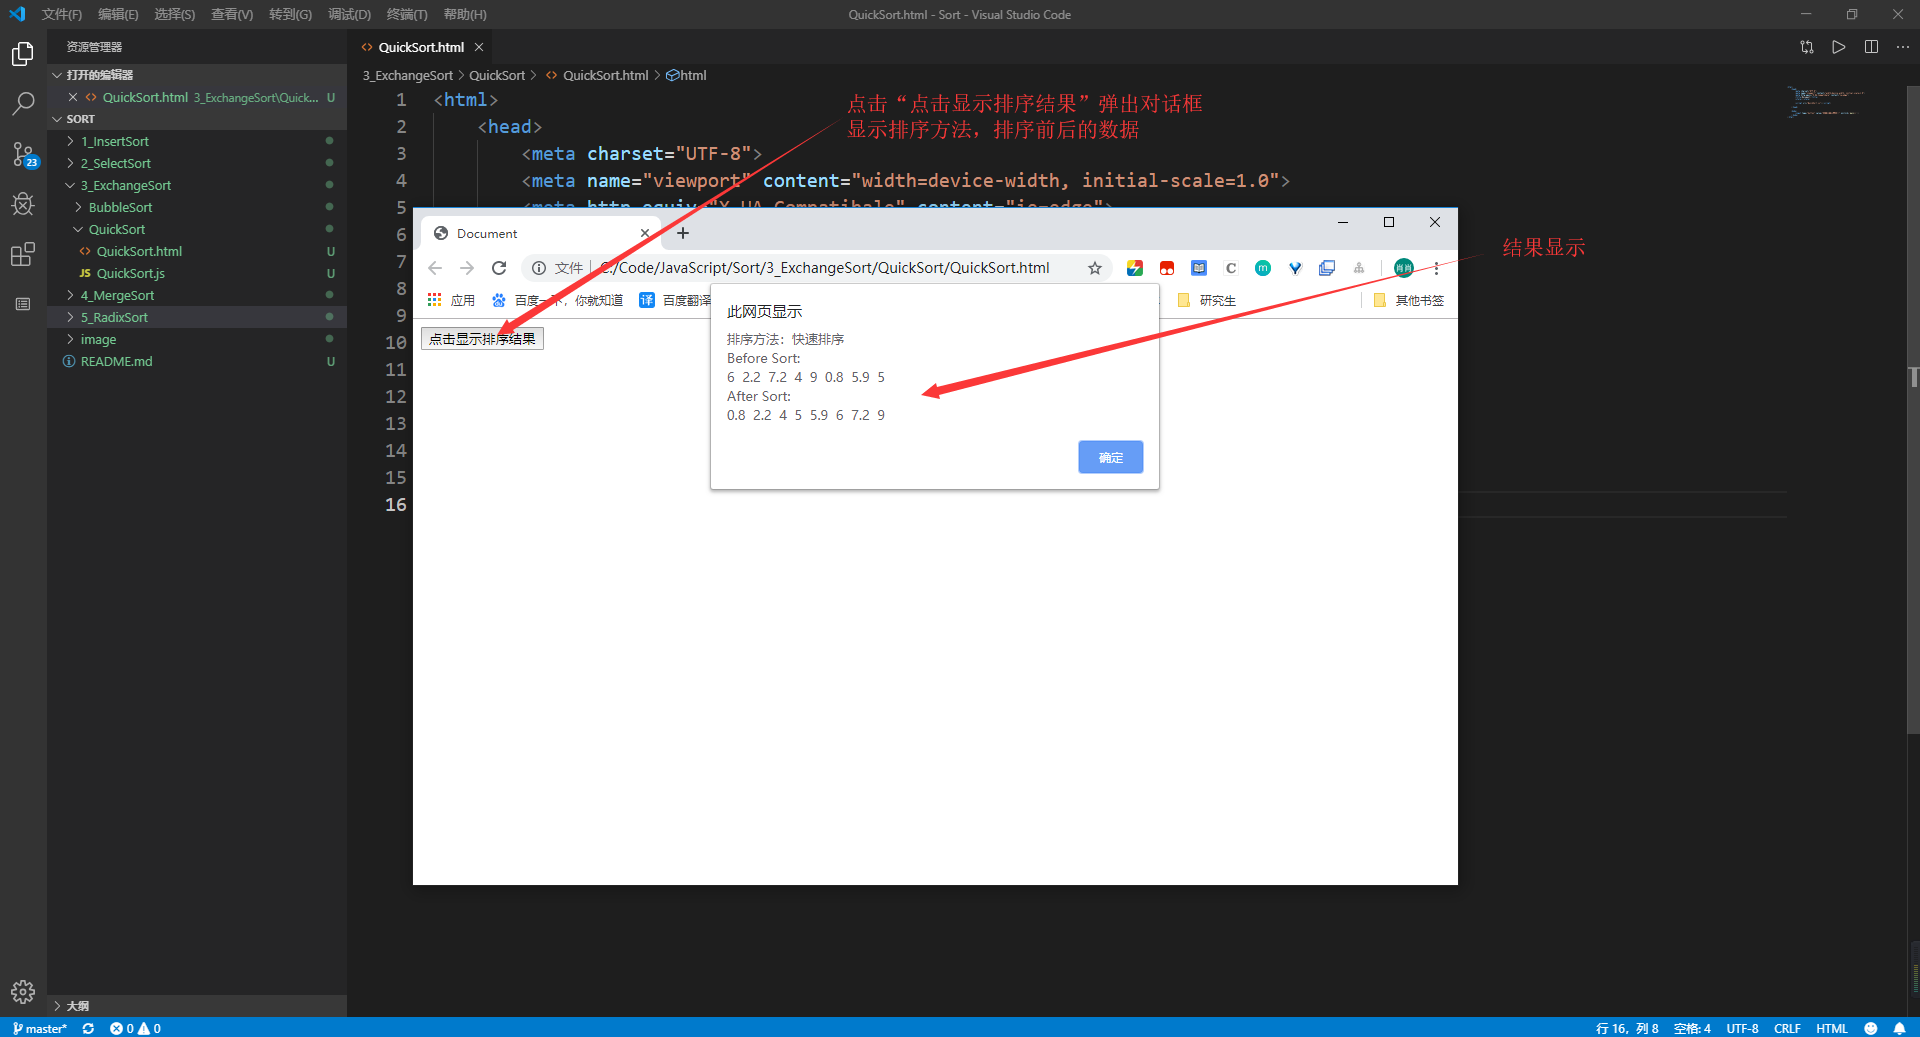 文件(F) 编辑(E) 选择(S) 查看(V) 转到(G) 调试(D) 终端(T) 帮助(H)
QuickSort.html - Sort - Visual Studio Code
资源管理器
打开的编辑器
QuickSort.html 3_ExchangeSort\Quick... U
SORT
1_InsertSort
2_SelectSort
3_ExchangeSort
BubbleSort
QuickSort
QuickSort.html U
JS QuickSort.js U
4_MergeSort
5_RadixSort
image
README.md U
大纲
23
QuickSort.html
3_ExchangeSort > QuickSort > QuickSort.html > html
1 <html>
2 <head>
3 <meta charset="UTF-8">
4 <meta name="viewport" content="width=device-width, initial-scale=1.0">
5
6
7
8
9
10
11
12
13
14
15
16
点击“点击显示排序结果”弹出对话框
显示排序方法，排序前后的数据
结果显示
Document
文件 C:/Code/JavaScript/Sort/3_ExchangeSort/QuickSort/QuickSort.html
应用 百度一下，你就知道 译 百度翻译 研究生 其他书签
点击显示排序结果
此网页显示
排序方法：快速排序
Before Sort:
6 2.2 7.2 4 9 0.8 5.9 5
After Sort:
0.8 2.2 4 5 5.9 6 7.2 9
确定
master* 0 0
行 16，列 8 空格: 4 UTF-8 CRLF HTML